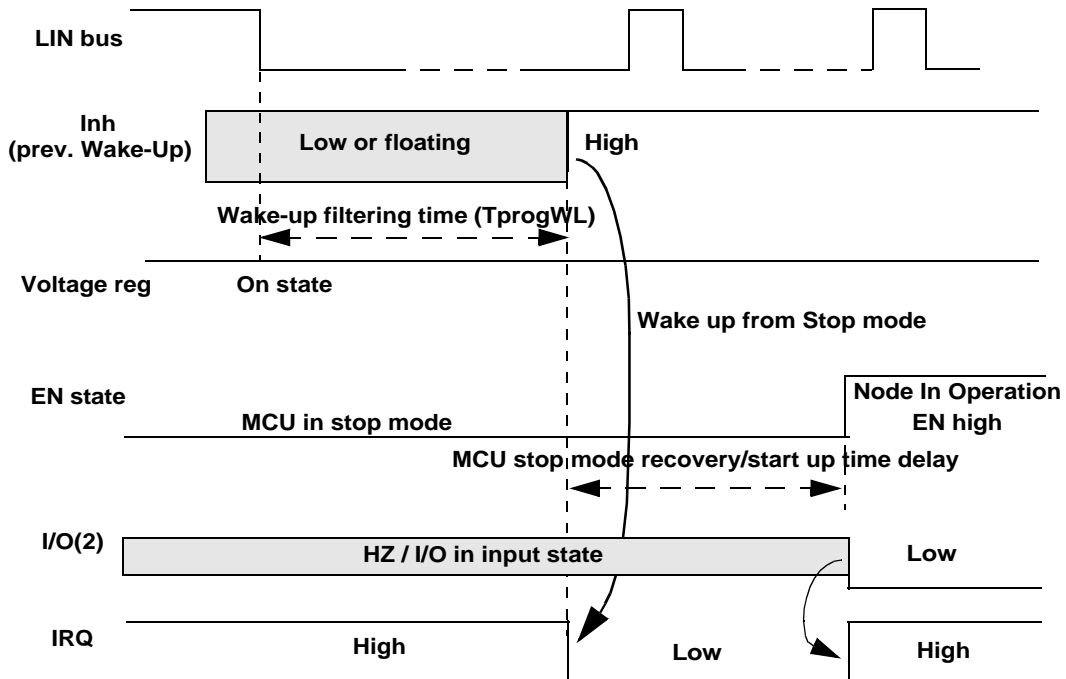 LIN bus
Inh
(prev. Wake-Up)
Low or floating
High
Wake-up filtering time (TprogWL)
Voltage reg
On state
Wake up from Stop mode
EN state
MCU in stop mode
Node In Operation
EN high
MCU stop mode recovery/start up time delay
I/O(2)
HZ / I/O in input state
Low
IRQ
High
Low
High